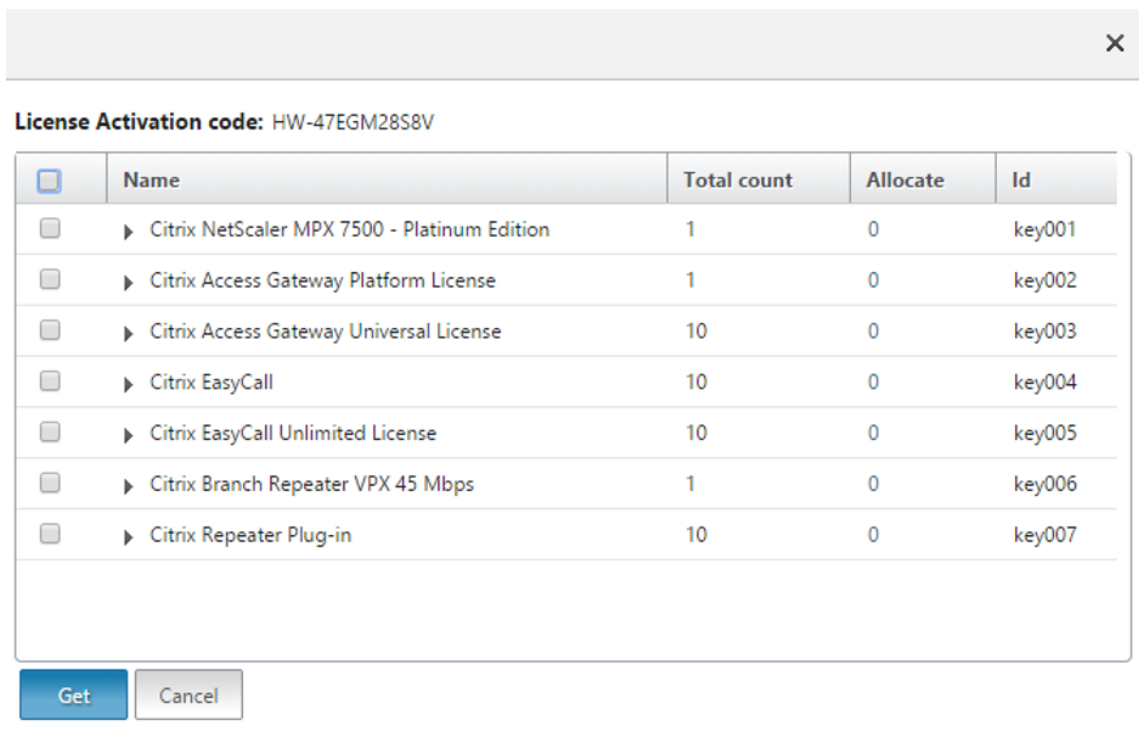 License Activation code: HW-47EGM28S8V
Name Total count Allocate Id
Citrix NetScaler MPX 7500 - Platinum Edition 1 0 key001
Citrix Access Gateway Platform License 1 0 key002
Citrix Access Gateway Universal License 10 0 key003
Citrix EasyCall 10 0 key004
Citrix EasyCall Unlimited License 10 0 key005
Citrix Branch Repeater VPX 45 Mbps 1 0 key006
Citrix Repeater Plug-in 10 0 key007
Get Cancel